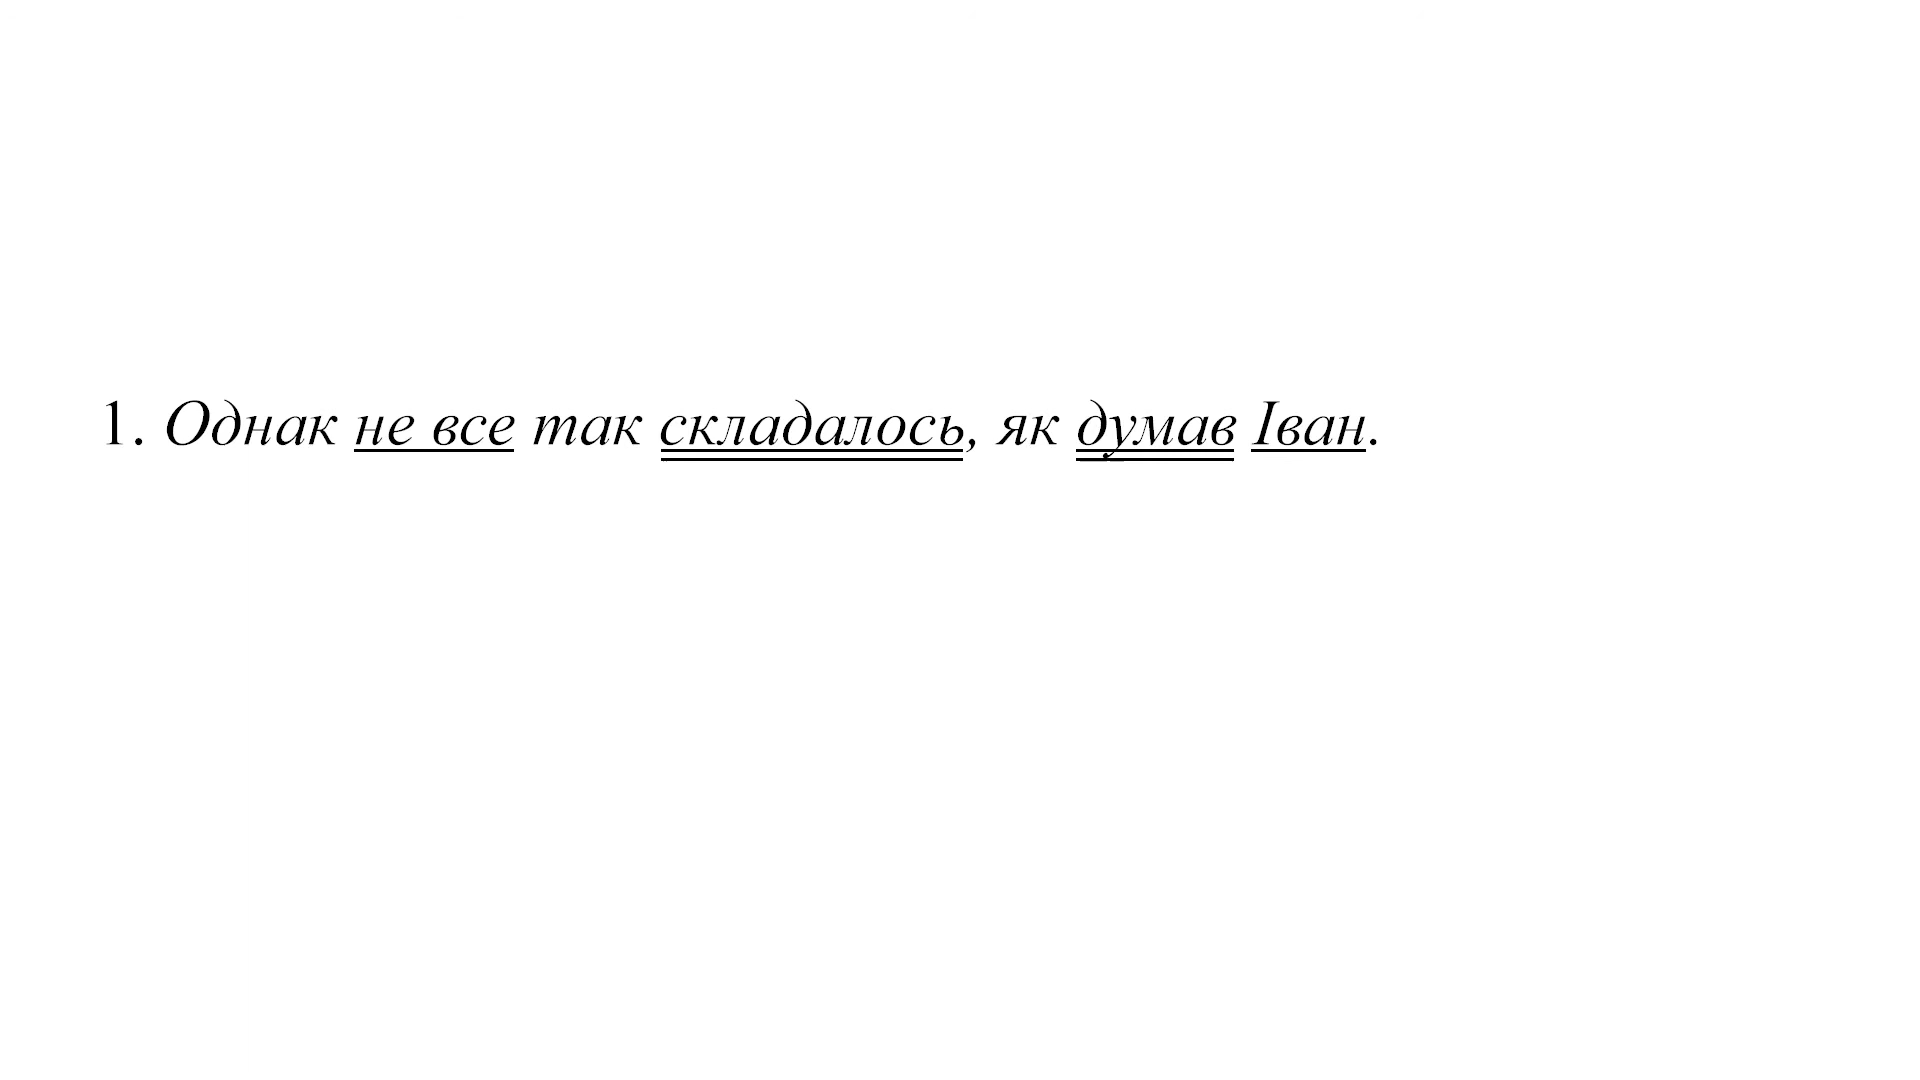 1. Однак не все так складалось, як думав Іван.